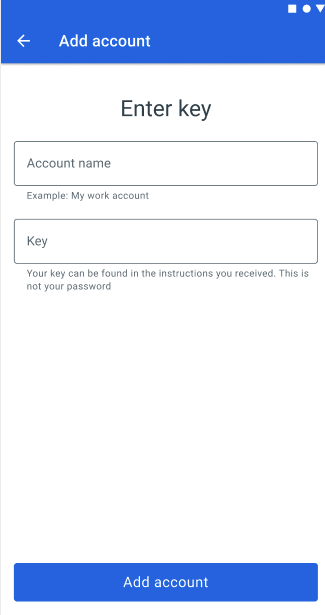 Add account
Enter key
Account name
Example: My work account
Key
Your key can be found in the instructions you received. This is
not your password
Add account